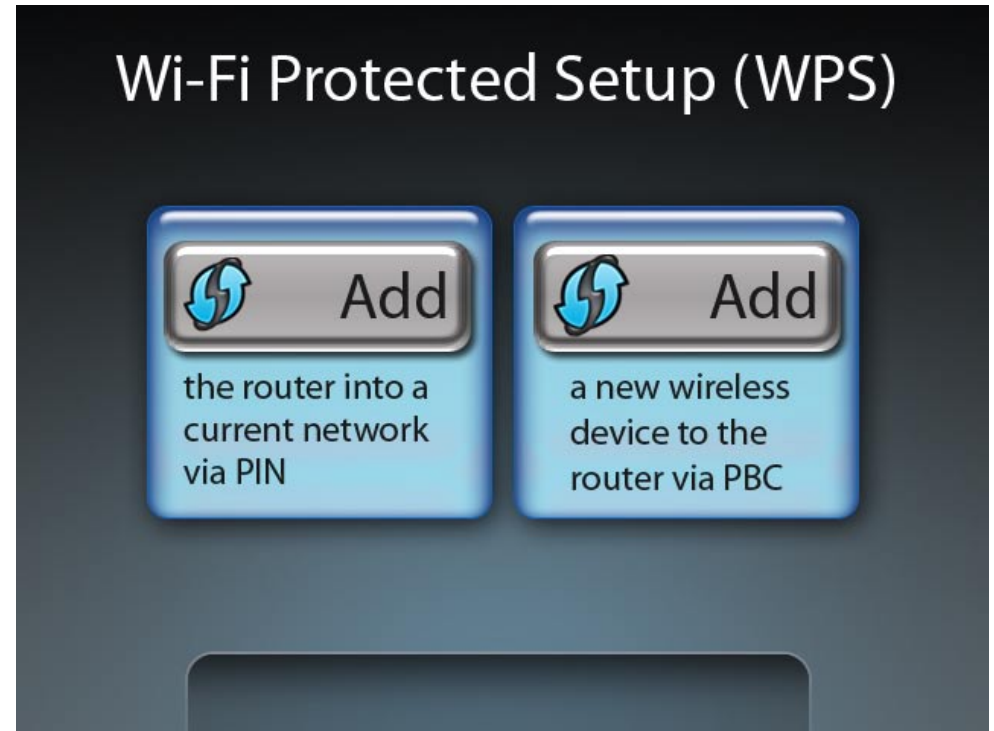 Wi-Fi Protected Setup (WPS)
Add
the router into a
current network
via PIN
Add
a new wireless
device to the
router via PBC